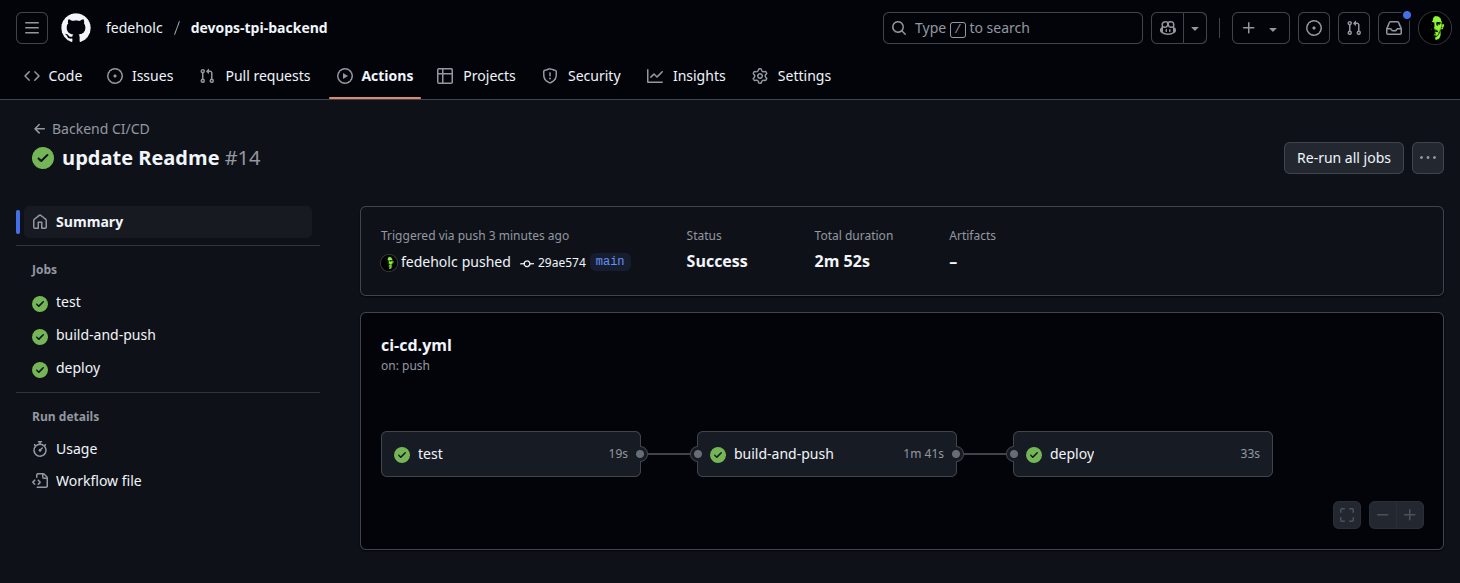 fedeholc / devops-tpi-backend
Type / to search
Code Issues Pull requests Actions Projects Security Insights Settings
Backend CI/CD
update Readme #14
Re-run all jobs
Summary
Jobs
test
build-and-push
deploy
Run details
Usage
Workflow file
Triggered via push 3 minutes ago
fedeholc pushed 29ae574 main
Status
Success
Total duration
2m 52s
Artifacts
–
ci-cd.yml
on: push
test 19s
build-and-push 1m 41s
deploy 33s